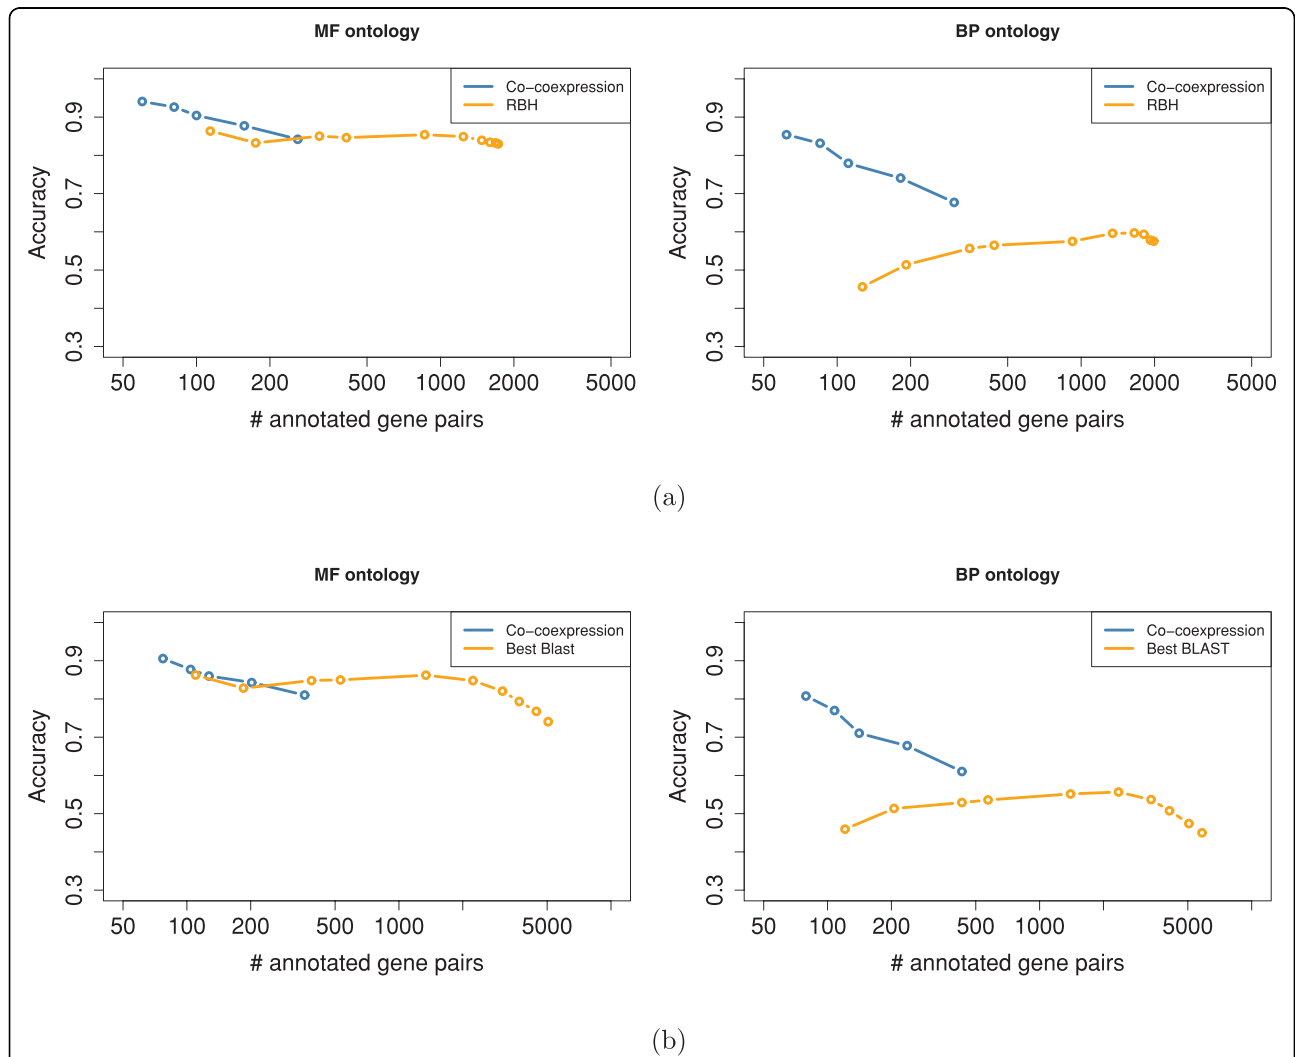 MF ontology
Co-coexpression
RBH
Accuracy
0.9
0.7
0.5
0.3
50 100 200 500 1000 2000 5000
# annotated gene pairs
BP ontology
Co-coexpression
RBH
Accuracy
0.9
0.7
0.5
0.3
50 100 200 500 1000 2000 5000
# annotated gene pairs
(a)
MF ontology
Co-coexpression
Best Blast
Accuracy
0.9
0.7
0.5
0.3
50 100 200 500 1000 5000
# annotated gene pairs
BP ontology
Co-coexpression
Best BLAST
Accuracy
0.9
0.7
0.5
0.3
50 100 200 500 1000 5000
# annotated gene pairs
(b)